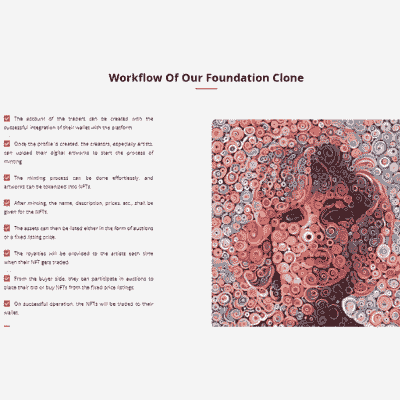 Workflow Of Our Foundation Clone
The account of the traders can be created with the
successful integration of their wallet with the platform.
Once the profile is created, the creators, especially artists,
can upload their digital artworks to start the process of
minting.
The minting process can be done effortlessly, and
artworks can be tokenized into NFTs.
After minting, the name, description, prices, etc., shall be
given for the NFTs.
The assets can then be listed either in the form of auctions
or a fixed listing price.
The royalties will be provided to the artists each time
when their NFT gets traded.
From the buyer side, they can participate in auctions to
place their bid or buy NFTs from the fixed price listings.
On successful operation, the NFTs will be traded to their
wallet.